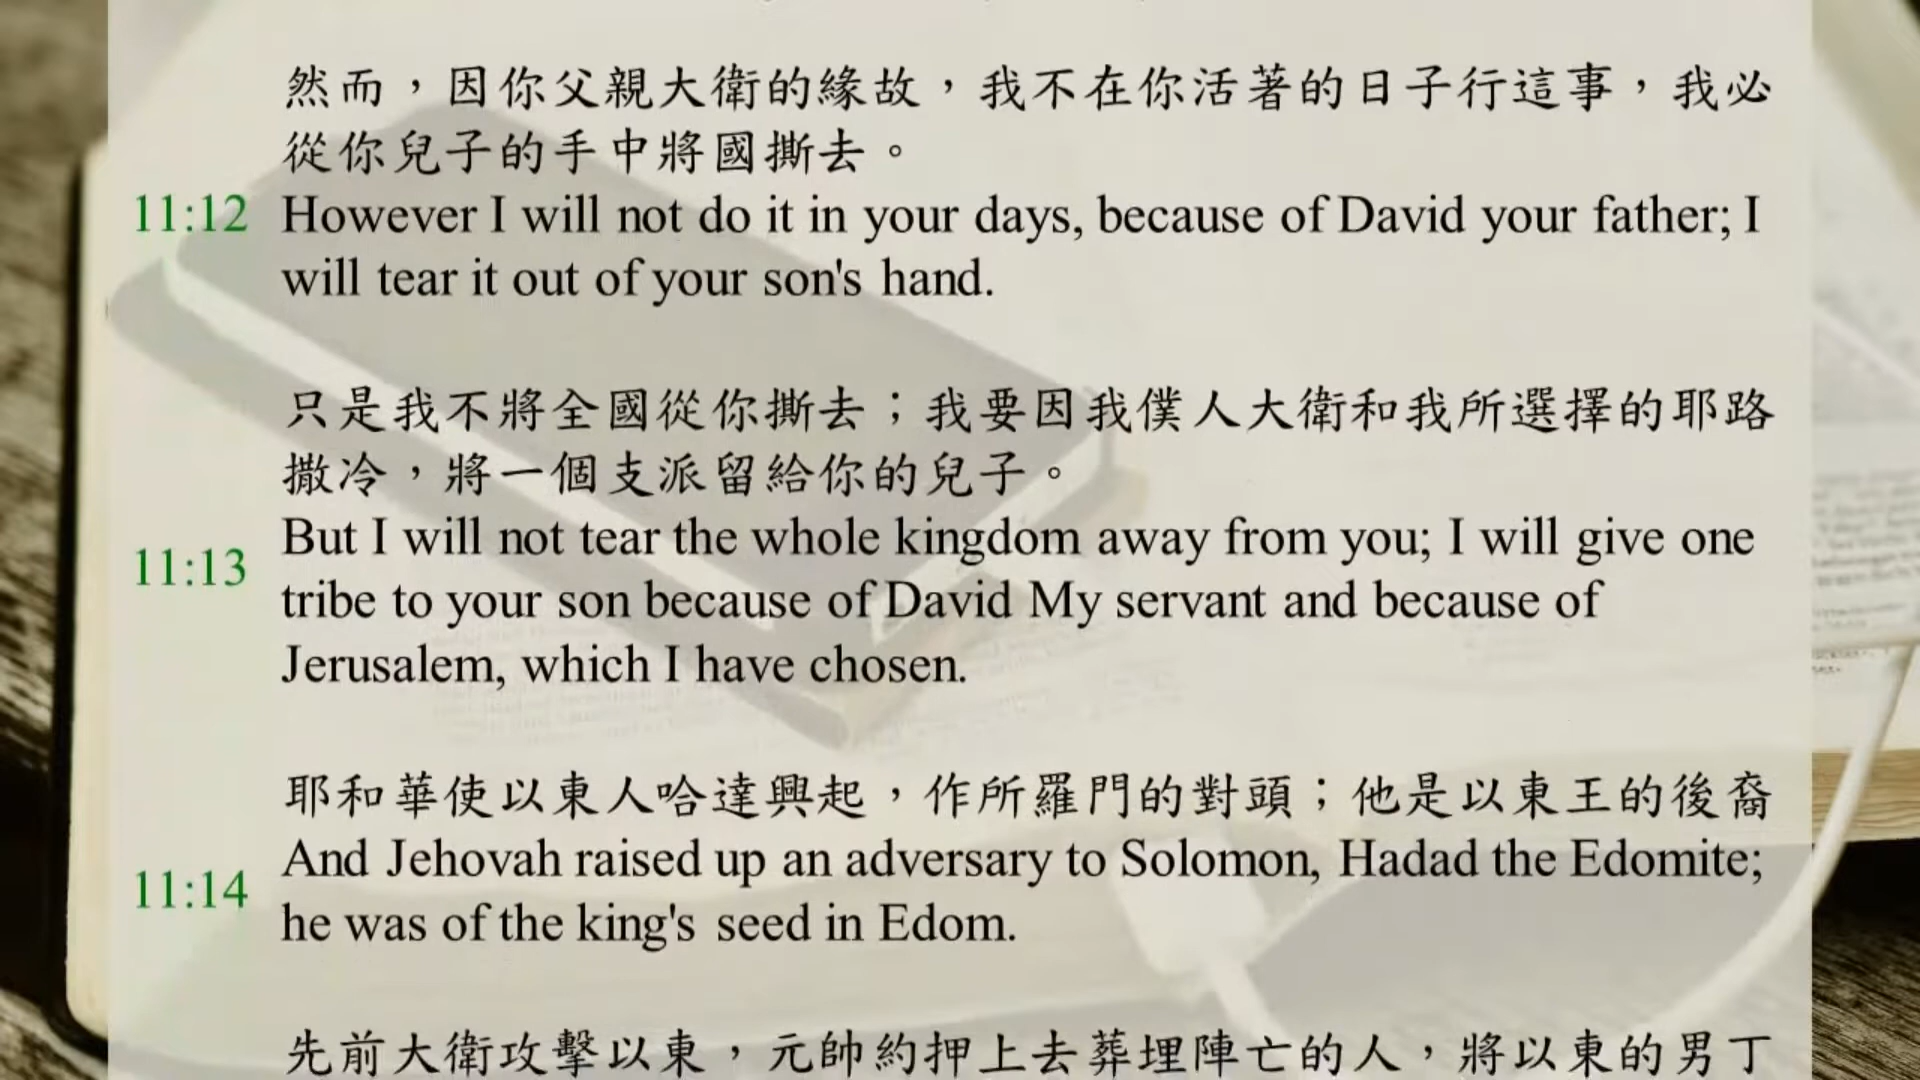 然而，因你父親大衛的緣故，我不在你活著的日子行這事，我必
從你兒子的手中將國撕去。
11:12 However I will not do it in your days, because of David your father; I
will tear it out of your son's hand.
只是我不將全國從你撕去；我要因我僕人大衛和我所選擇的耶路
撒冷，將一個支派留給你的兒子。
But I will not tear the whole kingdom away from you; I will give one
11:13 tribe to your son because of David My servant and because of
Jerusalem, which I have chosen.
耶和華使以東人哈達興起，作所羅門的對頭；他是以東王的後裔
And Jehovah raised up an adversary to Solomon, Hadad the Edomite;
11:14 he was of the king's seed in Edom.
先前大衛攻擊以東，元帥約押上去葬埋陣亡的人，將以東的男丁